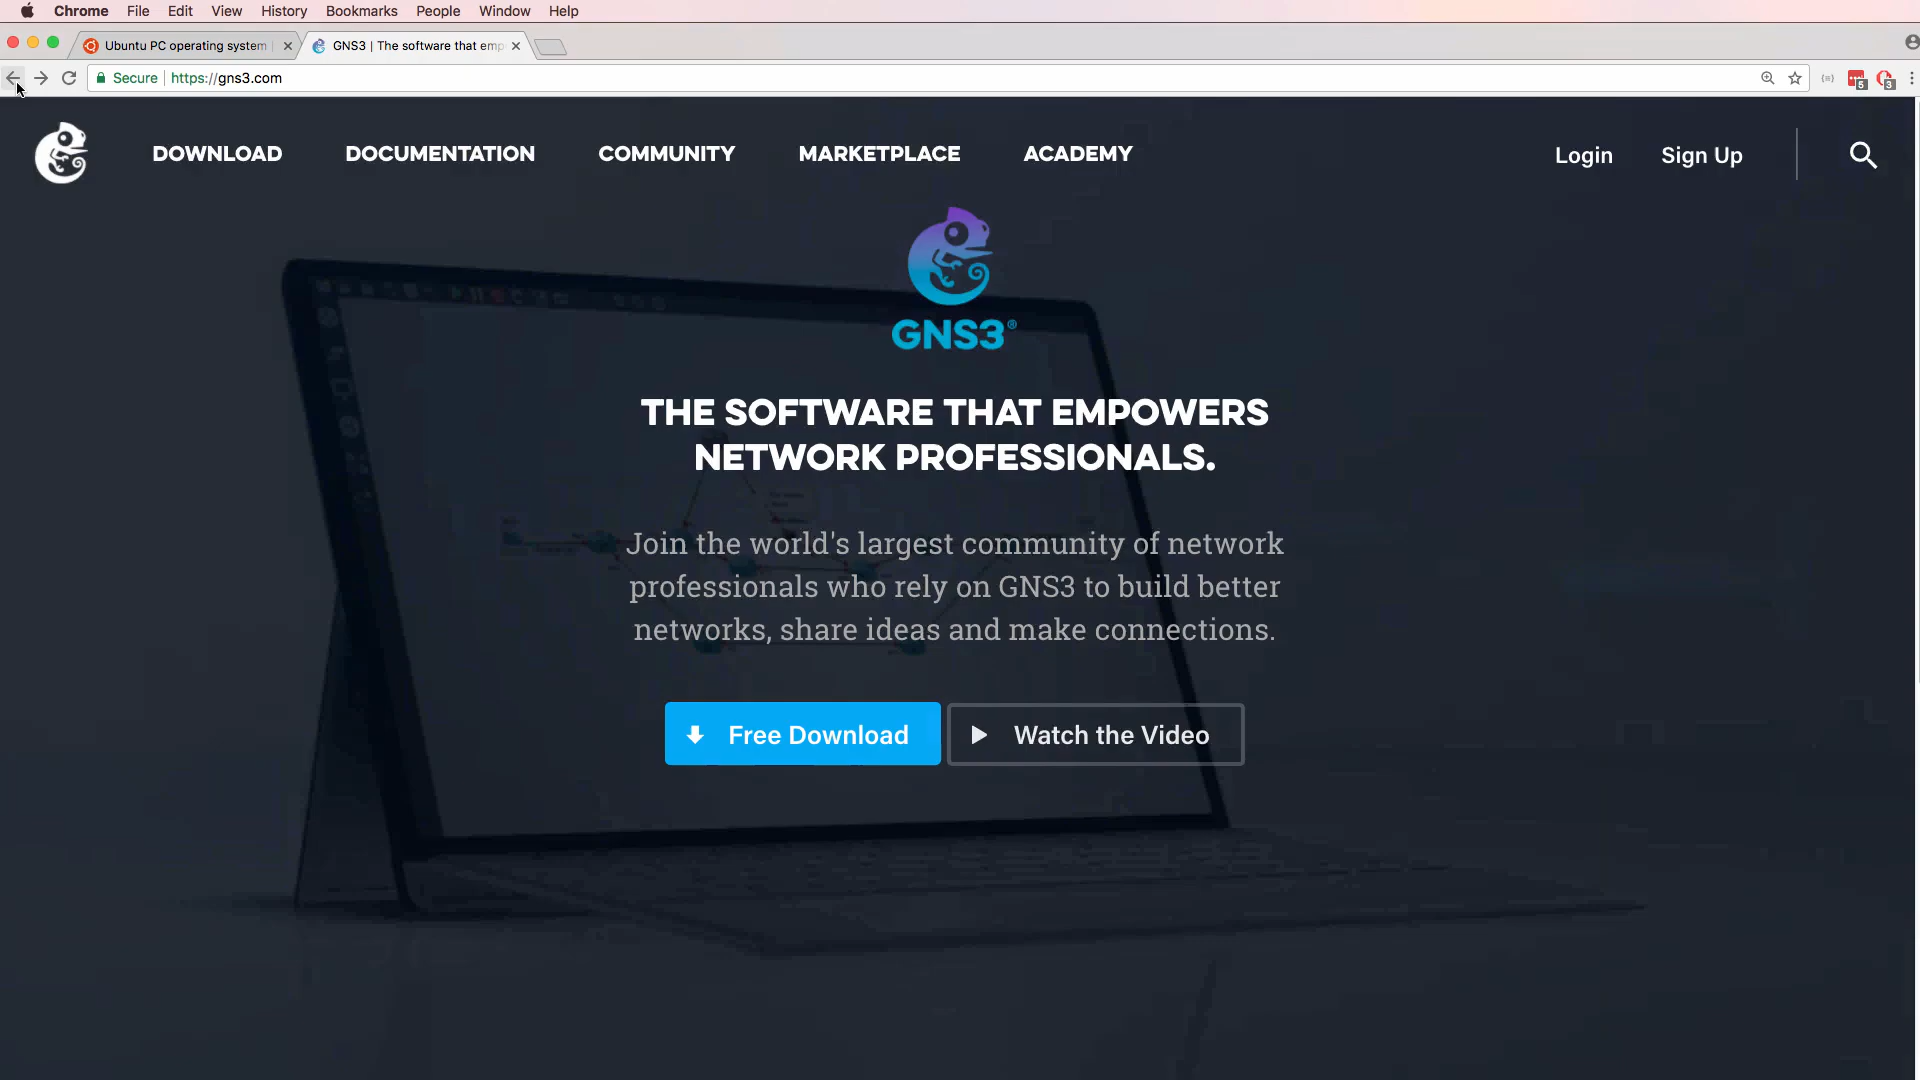 Chrome File Edit View History Bookmarks People Window Help
Ubuntu PC operating system
GNS3 | The software that emp
Secure https://gns3.com
5
3
DOWNLOAD DOCUMENTATION COMMUNITY MARKETPLACE ACADEMY Login Sign Up
GNS3®
THE SOFTWARE THAT EMPOWERS
NETWORK PROFESSIONALS.
Join the world's largest community of network
professionals who rely on GNS3 to build better
networks, share ideas and make connections.
Free Download
Watch the Video